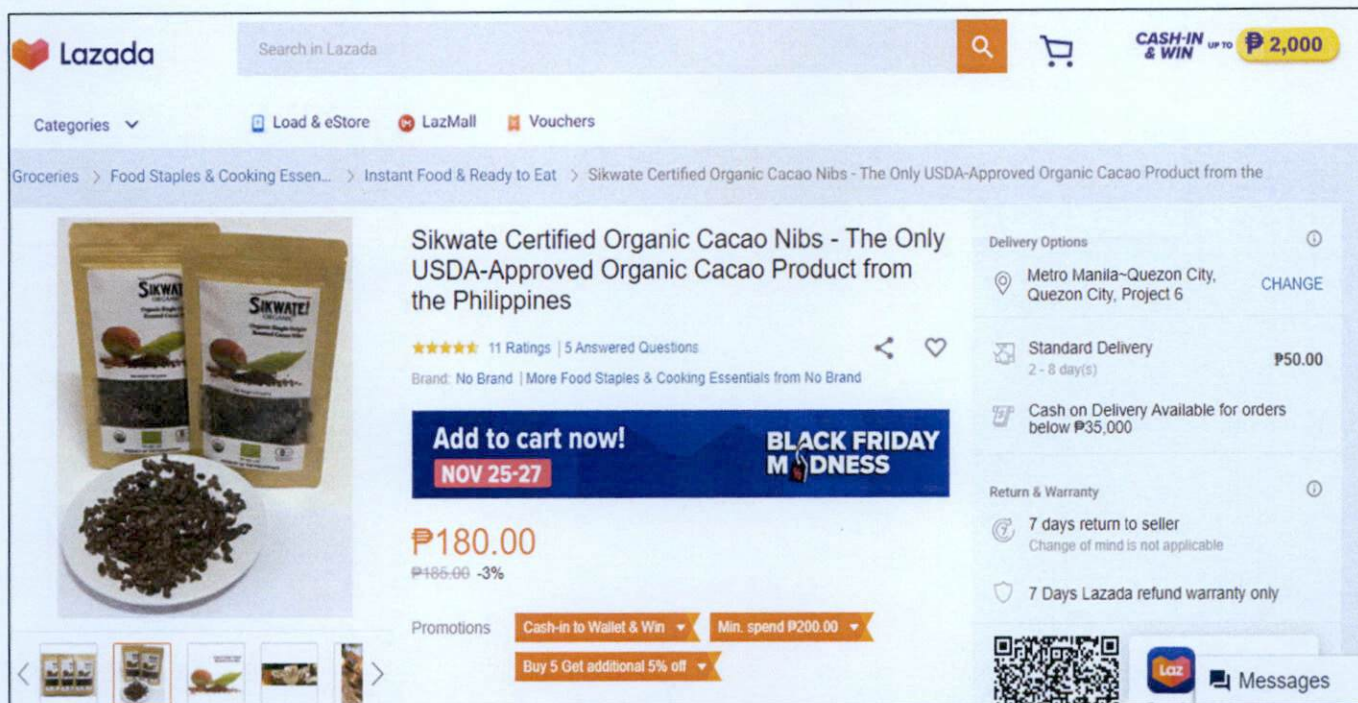 Lazada
Search in Lazada
CASH-IN & WIN UP TO ₱ 2,000
Categories
Load & eStore
LazMall
Vouchers
Groceries > Food Staples & Cooking Essen... > Instant Food & Ready to Eat > Sikwate Certified Organic Cacao Nibs - The Only USDA-Approved Organic Cacao Product from the
SIKWATE!
ORGANIC
Sikwate Certified Organic Cacao Nibs - The Only
USDA-Approved Organic Cacao Product from
the Philippines
11 Ratings | 5 Answered Questions
Brand: No Brand | More Food Staples & Cooking Essentials from No Brand
Add to cart now!
NOV 25-27
BLACK FRIDAY
MADNESS
₱180.00
₱185.00 -3%
Promotions
Cash-in to Wallet & Win
Min. spend ₱200.00
Buy 5 Get additional 5% off
Delivery Options
Metro Manila~Quezon City,
Quezon City, Project 6
CHANGE
Standard Delivery
₱50.00
2 - 8 day(s)
Cash on Delivery Available for orders
below ₱35,000
Return & Warranty
7 days return to seller
Change of mind is not applicable
7 Days Lazada refund warranty only
Laz
Messages